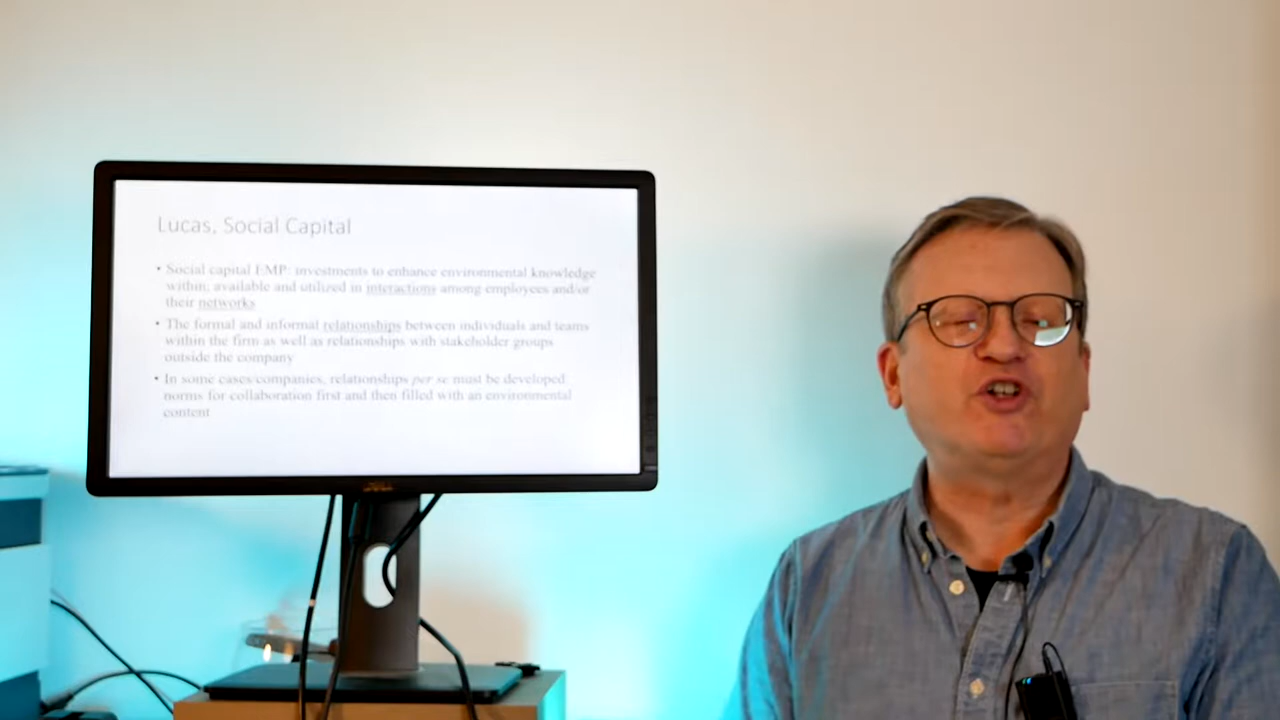 Lucas, Social Capital
• Social capital EMP: investments to enhance environmental knowledge
within, available and utilized in interactions among employees and/or
their networks
• The formal and informal relationships between individuals and teams
within the firm as well as relationships with stakeholder groups
outside the company
• In some cases/companies, relationships per se must be developed,
norms for collaboration first and then filled with an environmental
content
DELL